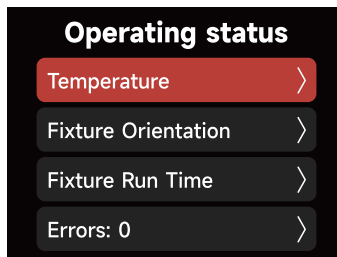 Operating status
Temperature
Fixture Orientation
Fixture Run Time
Errors: 0